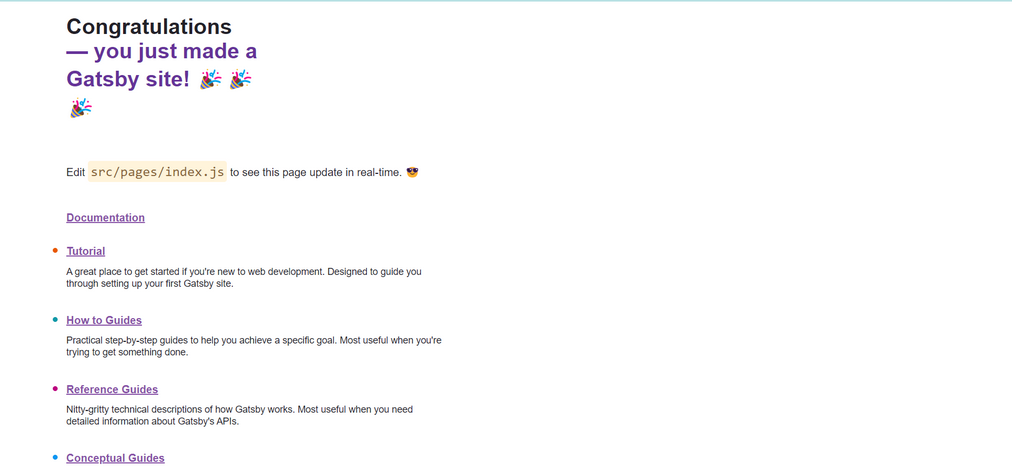 Congratulations
— you just made a
Gatsby site! 🎉 🎉
🎉
Edit src/pages/index.js to see this page update in real-time. 😎
Documentation
Tutorial
A great place to get started if you're new to web development. Designed to guide you
through setting up your first Gatsby site.
How to Guides
Practical step-by-step guides to help you achieve a specific goal. Most useful when you're
trying to get something done.
Reference Guides
Nitty-gritty technical descriptions of how Gatsby works. Most useful when you need
detailed information about Gatsby's APIs.
Conceptual Guides